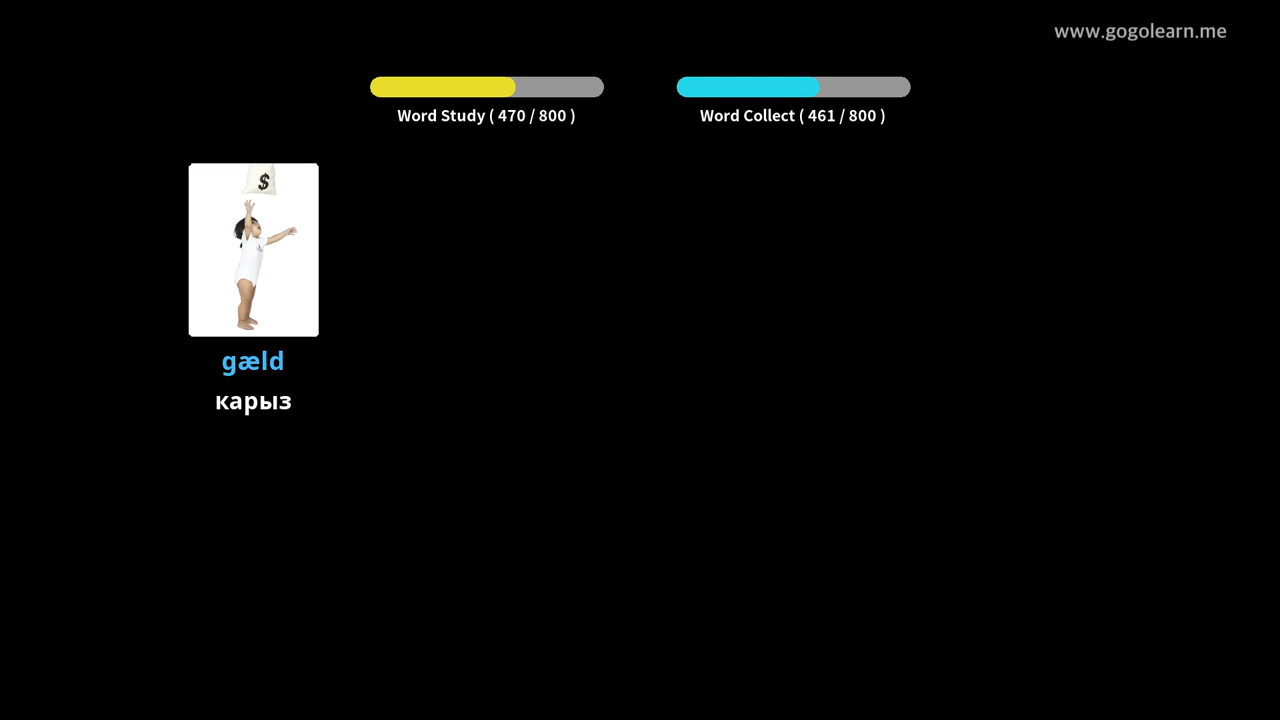 www.gogolearn.me
Word Study ( 470 / 800 )
Word Collect ( 461 / 800 )
$
gæld
карыз